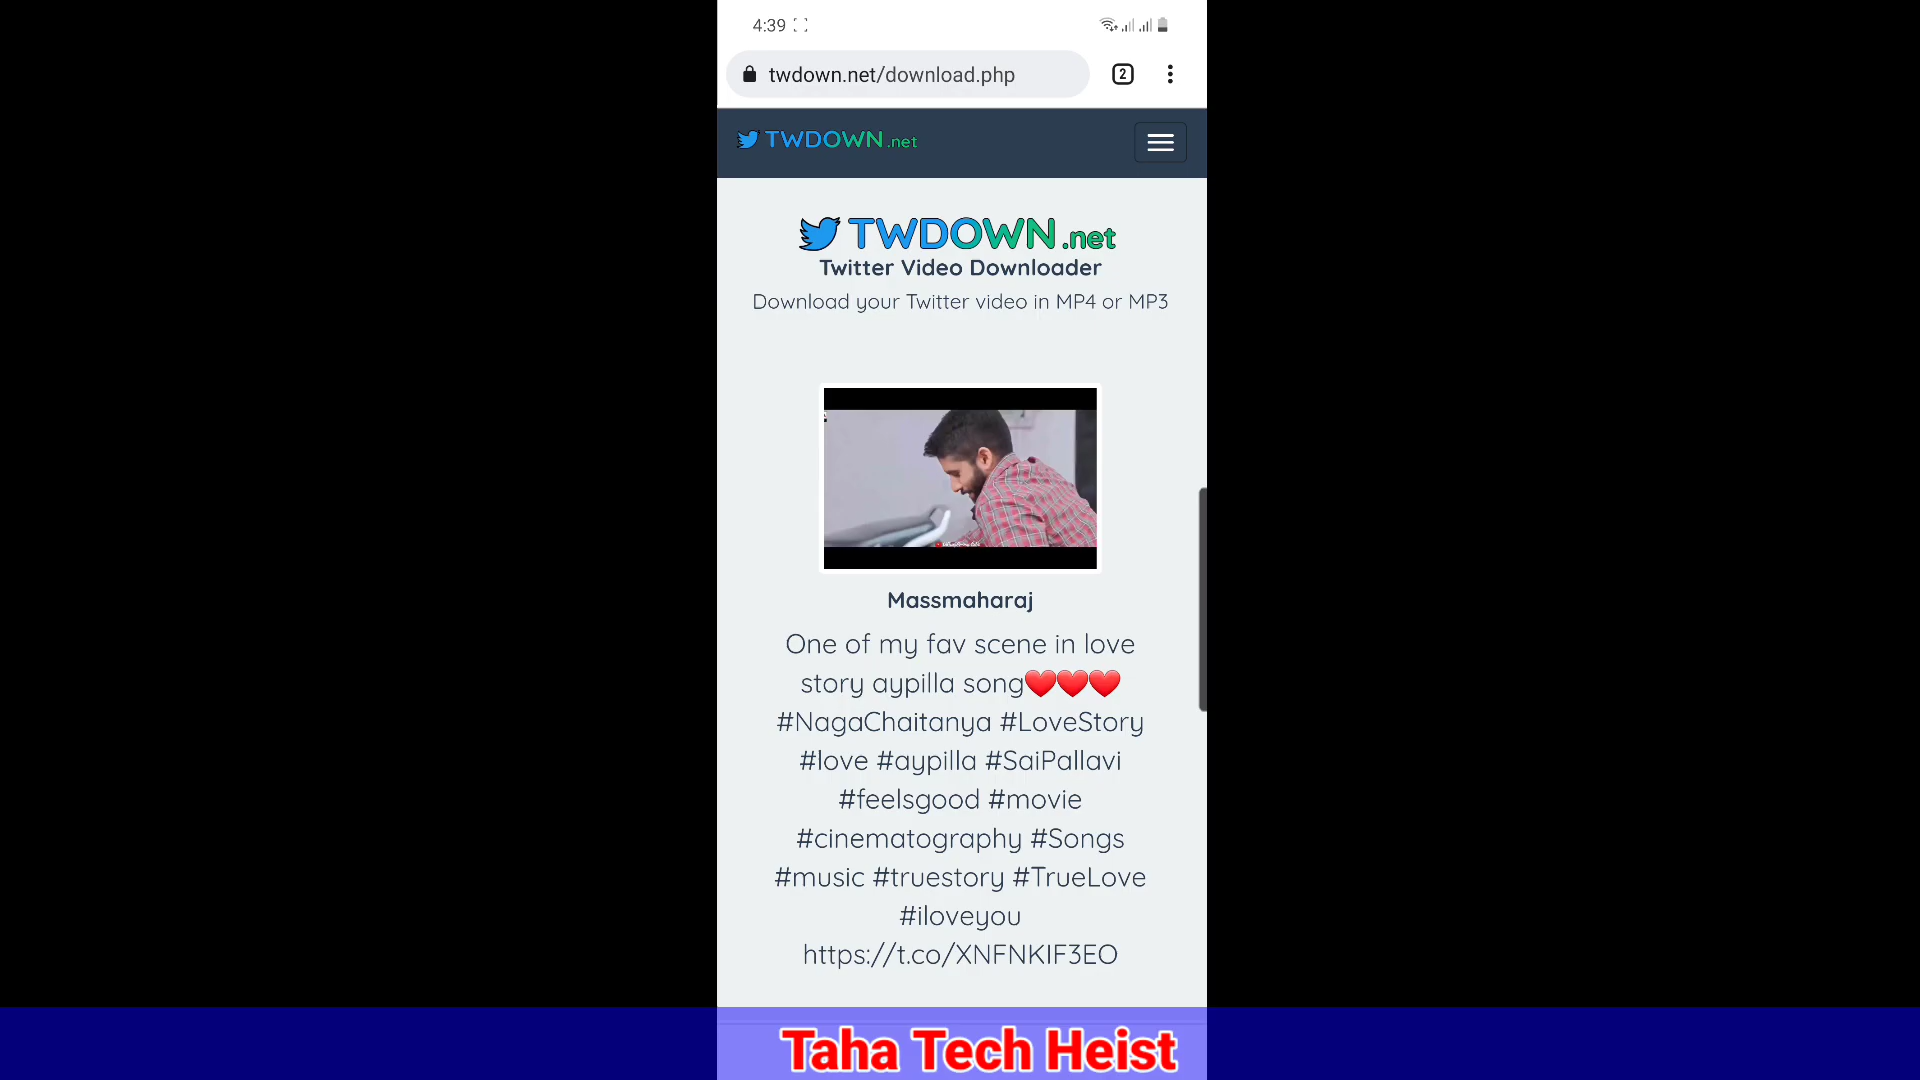 4:39
twdown.net/download.php
2
TWDOWN.net
TWDOWN.net
Twitter Video Downloader
Download your Twitter video in MP4 or MP3
Massmaharaj
One of my fav scene in love
story aypilla song❤️❤️❤️
#NagaChaitanya #LoveStory
#love #aypilla #SaiPallavi
#feelsgood #movie
#cinematography #Songs
#music #truestory #TrueLove
#iloveyou
https://t.co/XNFNKIF3EO
Taha Tech Heist